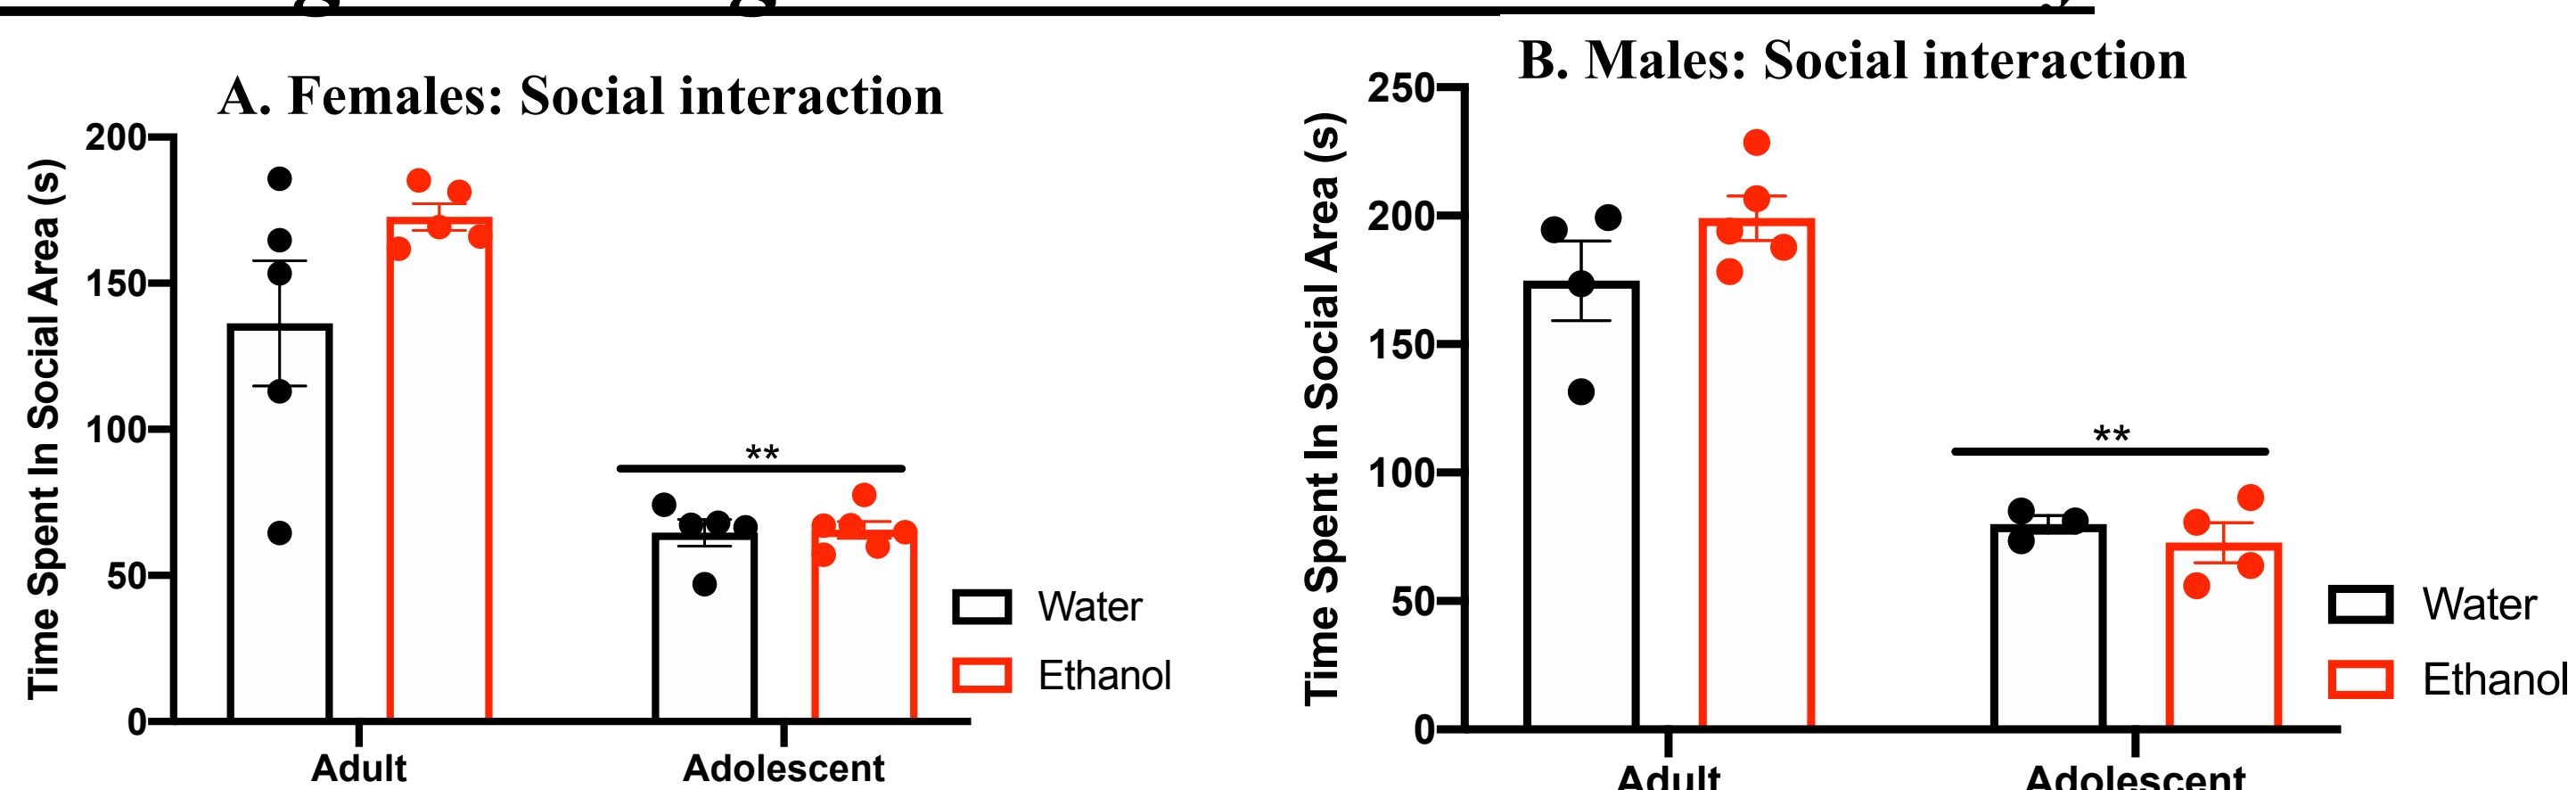 A. Females: Social interaction
Time Spent In Social Area (s)
200
150
100
50
0
**
Adult
Adolescent
Water
Ethanol
B. Males: Social interaction
Time Spent In Social Area (s)
250
200
150
100
50
0
**
Adult
Adolescent
Water
Ethanol